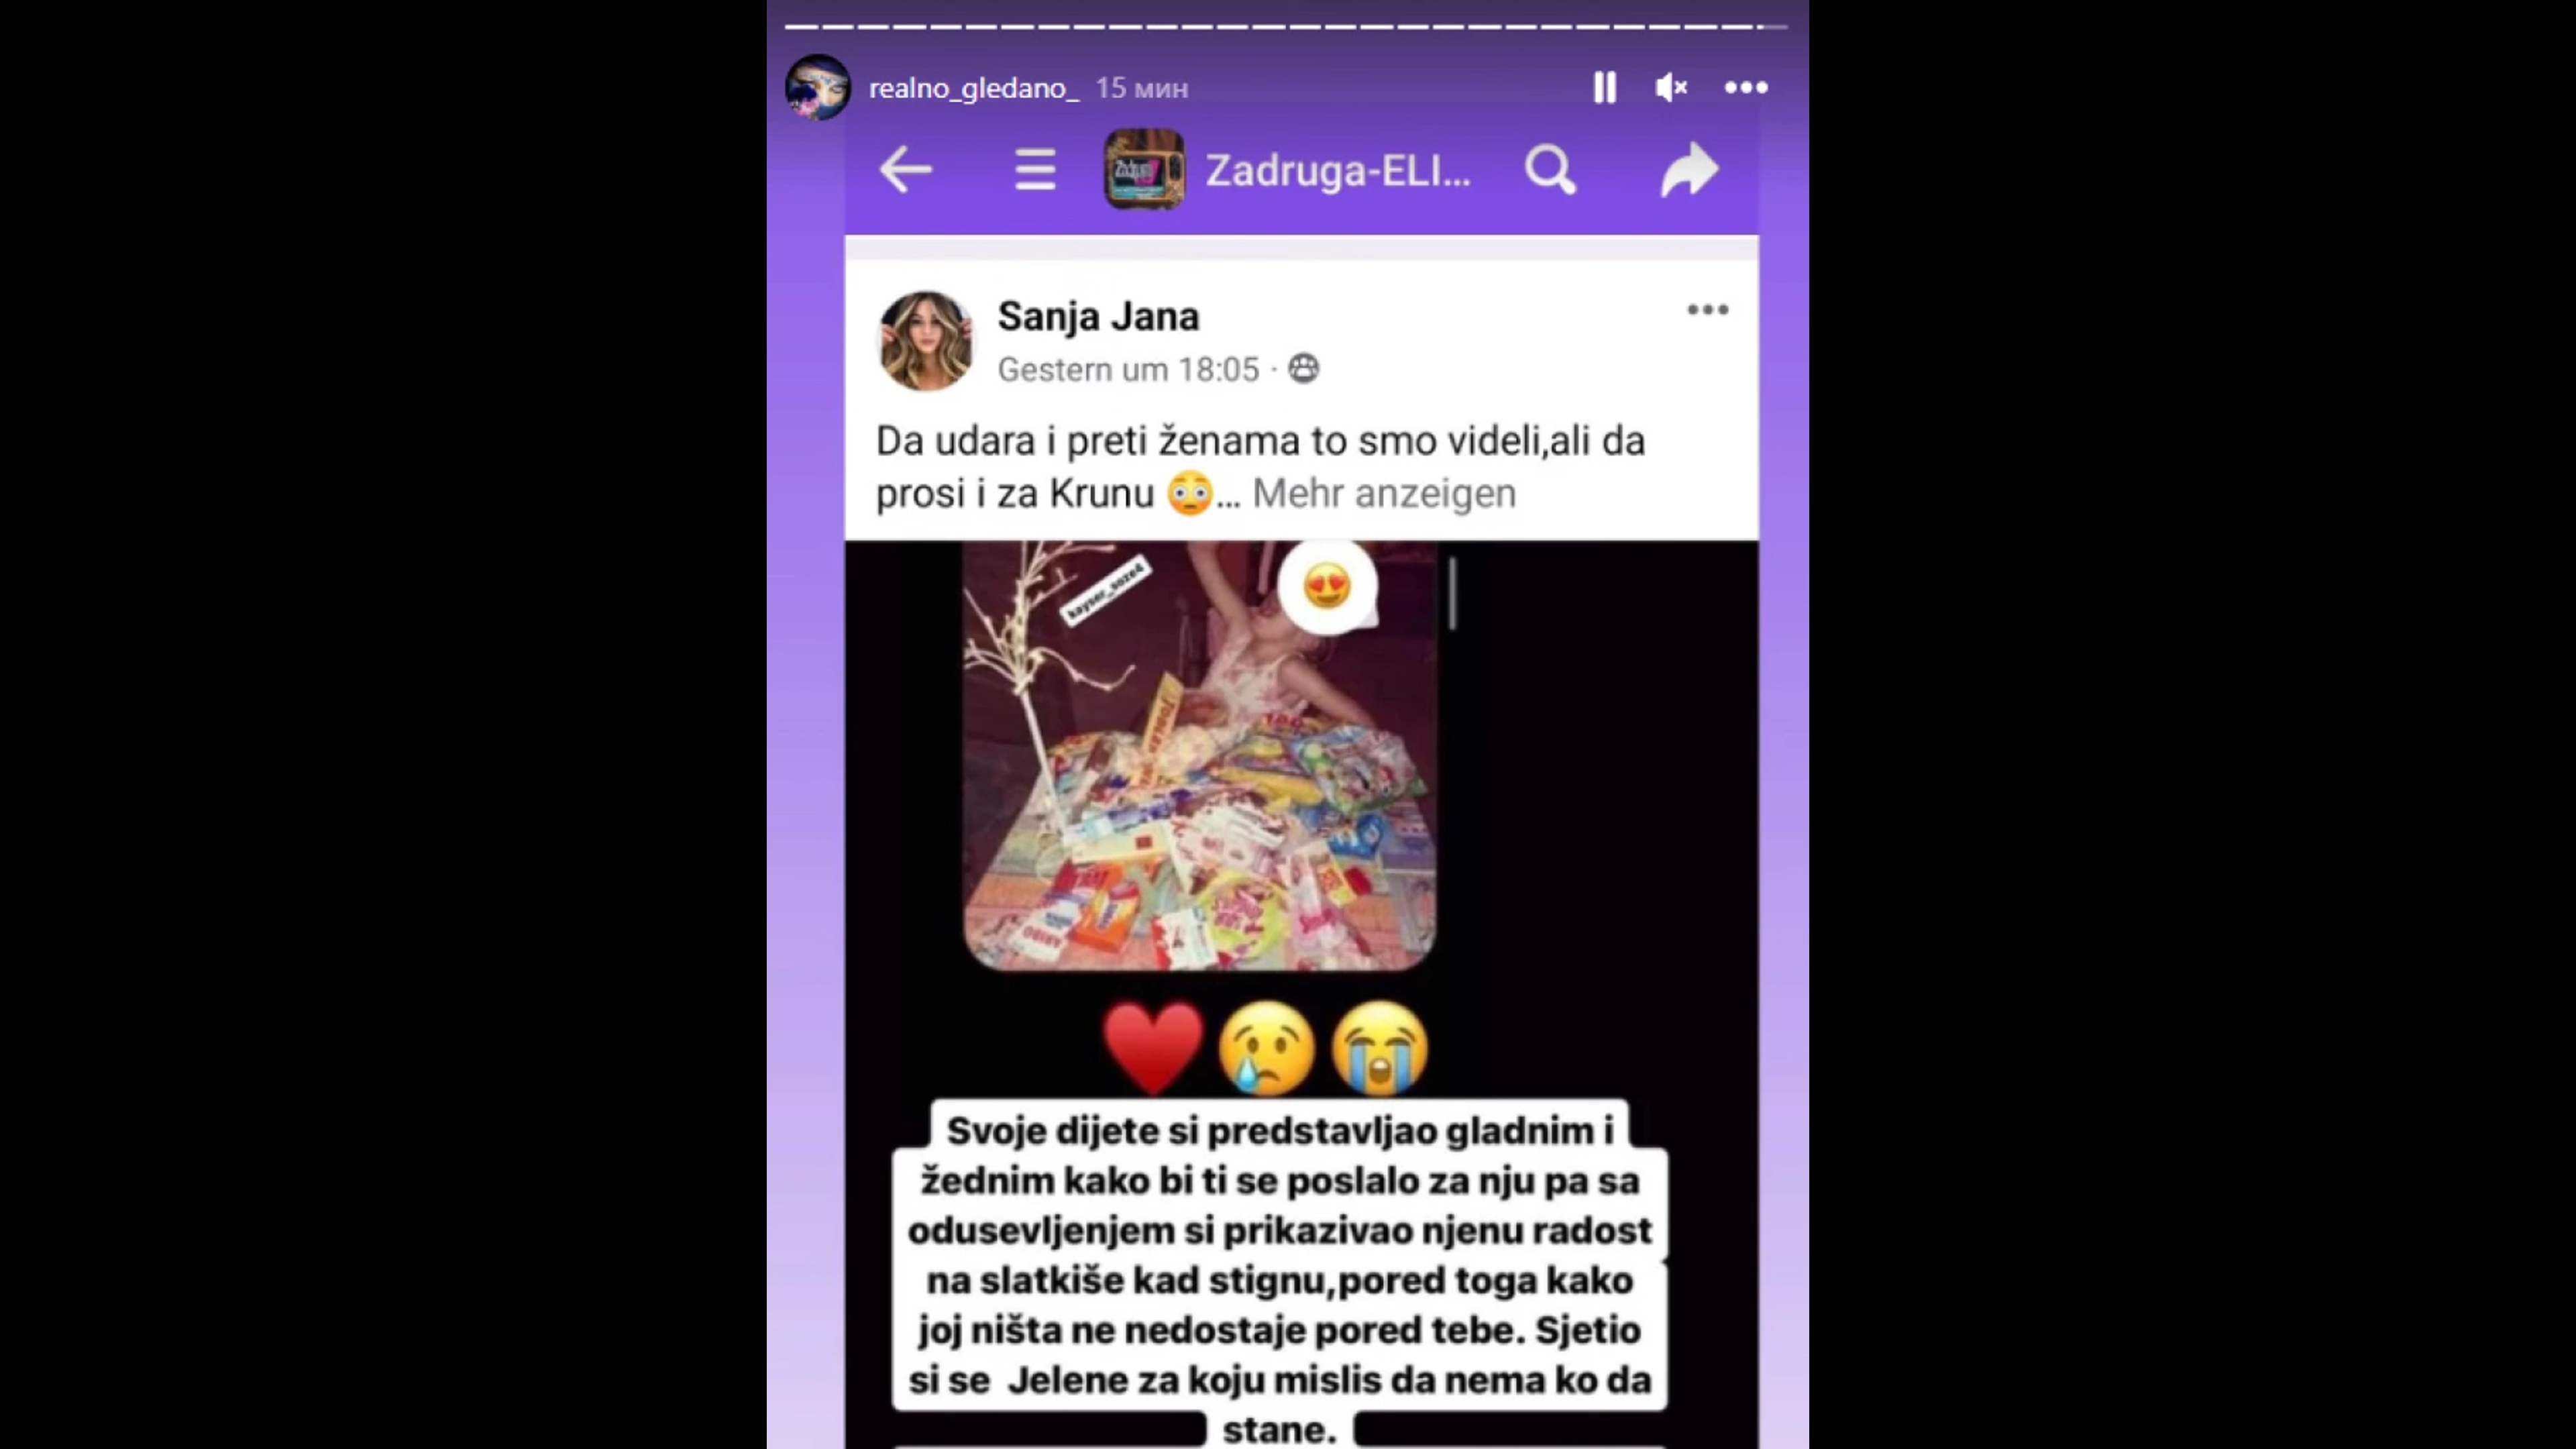 realno_gledano_ 15 мин
Zadruga-ELI...
Sanja Jana
Gestern um 18:05 ·
Da udara i preti ženama to smo videli,ali da
prosi i za Krunu 😳... Mehr anzeigen
kayser_soze4
😍
♥️😢😭
Svoje dijete si predstavljao gladnim i
žednim kako bi ti se poslalo za nju pa sa
odusevljenjem si prikazivao njenu radost
na slatkiše kad stignu,pored toga kako
joj ništa ne nedostaje pored tebe. Sjetio
si se Jelene za koju mislis da nema ko da
stane.